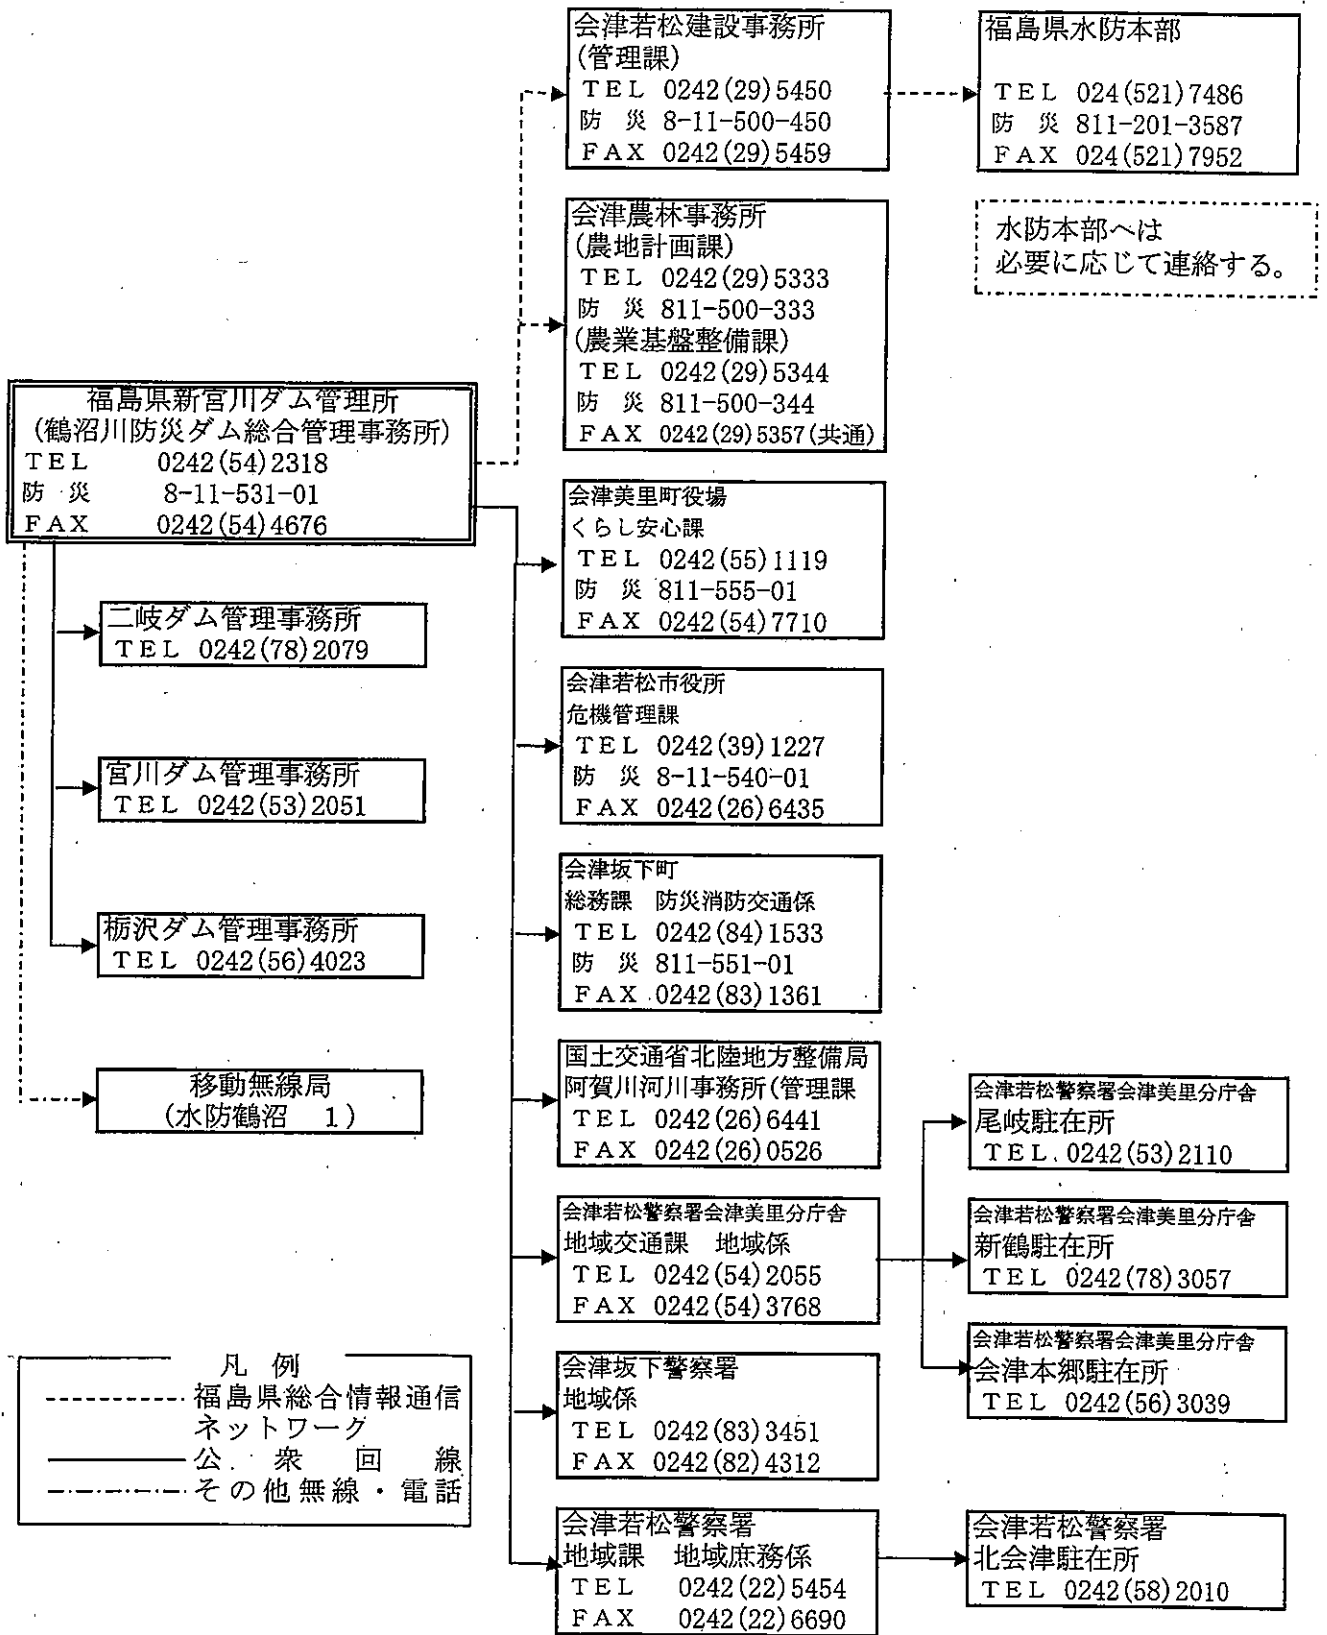 会津若松建設事務所
(管理課)
TEL 0242(29)5450
防 災 8-11-500-450
FAX 0242(29)5459
福島県水防本部
TEL 024(521)7486
防 災 811-201-3587
FAX 024(521)7952
水防本部へは
必要に応じて連絡する。
会津農林事務所
(農地計画課)
TEL 0242(29)5333
防 災 811-500-333
(農業基盤整備課)
TEL 0242(29)5344
防 災 811-500-344
FAX 0242(29)5357(共通)
福島県新宮川ダム管理所
(鶴沼川防災ダム総合管理事務所)
TEL 0242(54)2318
防 災 8-11-531-01
FAX 0242(54)4676
二岐ダム管理事務所
TEL 0242(78)2079
宮川ダム管理事務所
TEL 0242(53)2051
栃沢ダム管理事務所
TEL 0242(56)4023
移動無線局
(水防鶴沼 1)
会津美里町役場
くらし安心課
TEL 0242(55)1119
防 災 811-555-01
FAX 0242(54)7710
会津若松市役所
危機管理課
TEL 0242(39)1227
防 災 8-11-540-01
FAX 0242(26)6435
会津坂下町
総務課 防災消防交通係
TEL 0242(84)1533
防 災 811-551-01
FAX 0242(83)1361
国土交通省北陸地方整備局
阿賀川河川事務所(管理課
TEL 0242(26)6441
FAX 0242(26)0526
会津若松警察署会津美里分庁舎
地域交通課 地域係
TEL 0242(54)2055
FAX 0242(54)3768
会津若松警察署会津美里分庁舎
尾岐駐在所
TEL 0242(53)2110
会津若松警察署会津美里分庁舎
新鶴駐在所
TEL 0242(78)3057
会津若松警察署会津美里分庁舎
会津本郷駐在所
TEL 0242(56)3039
会津坂下警察署
地域係
TEL 0242(83)3451
FAX 0242(82)4312
会津若松警察署
地域課 地域庶務係
TEL 0242(22)5454
FAX 0242(22)6690
会津若松警察署
北会津駐在所
TEL 0242(58)2010
凡 例
福島県総合情報通信
ネットワーク
公 衆 回 線
その他無線・電話